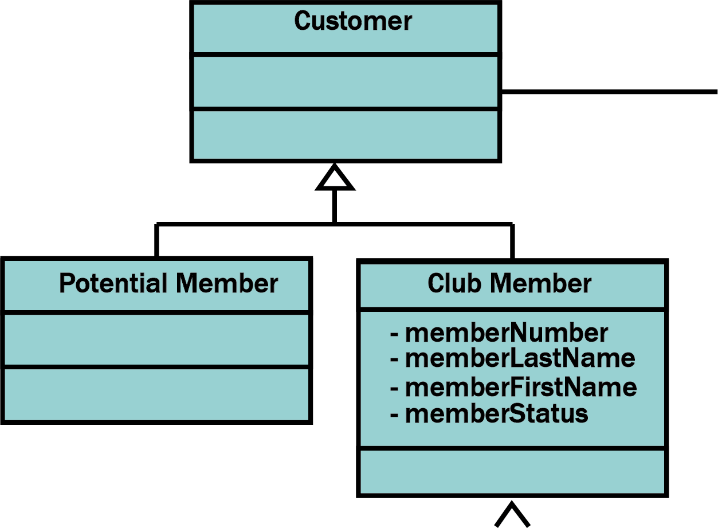 Customer
Potential Member
Club Member
- memberNumber
- memberLastName
- memberFirstName
- memberStatus